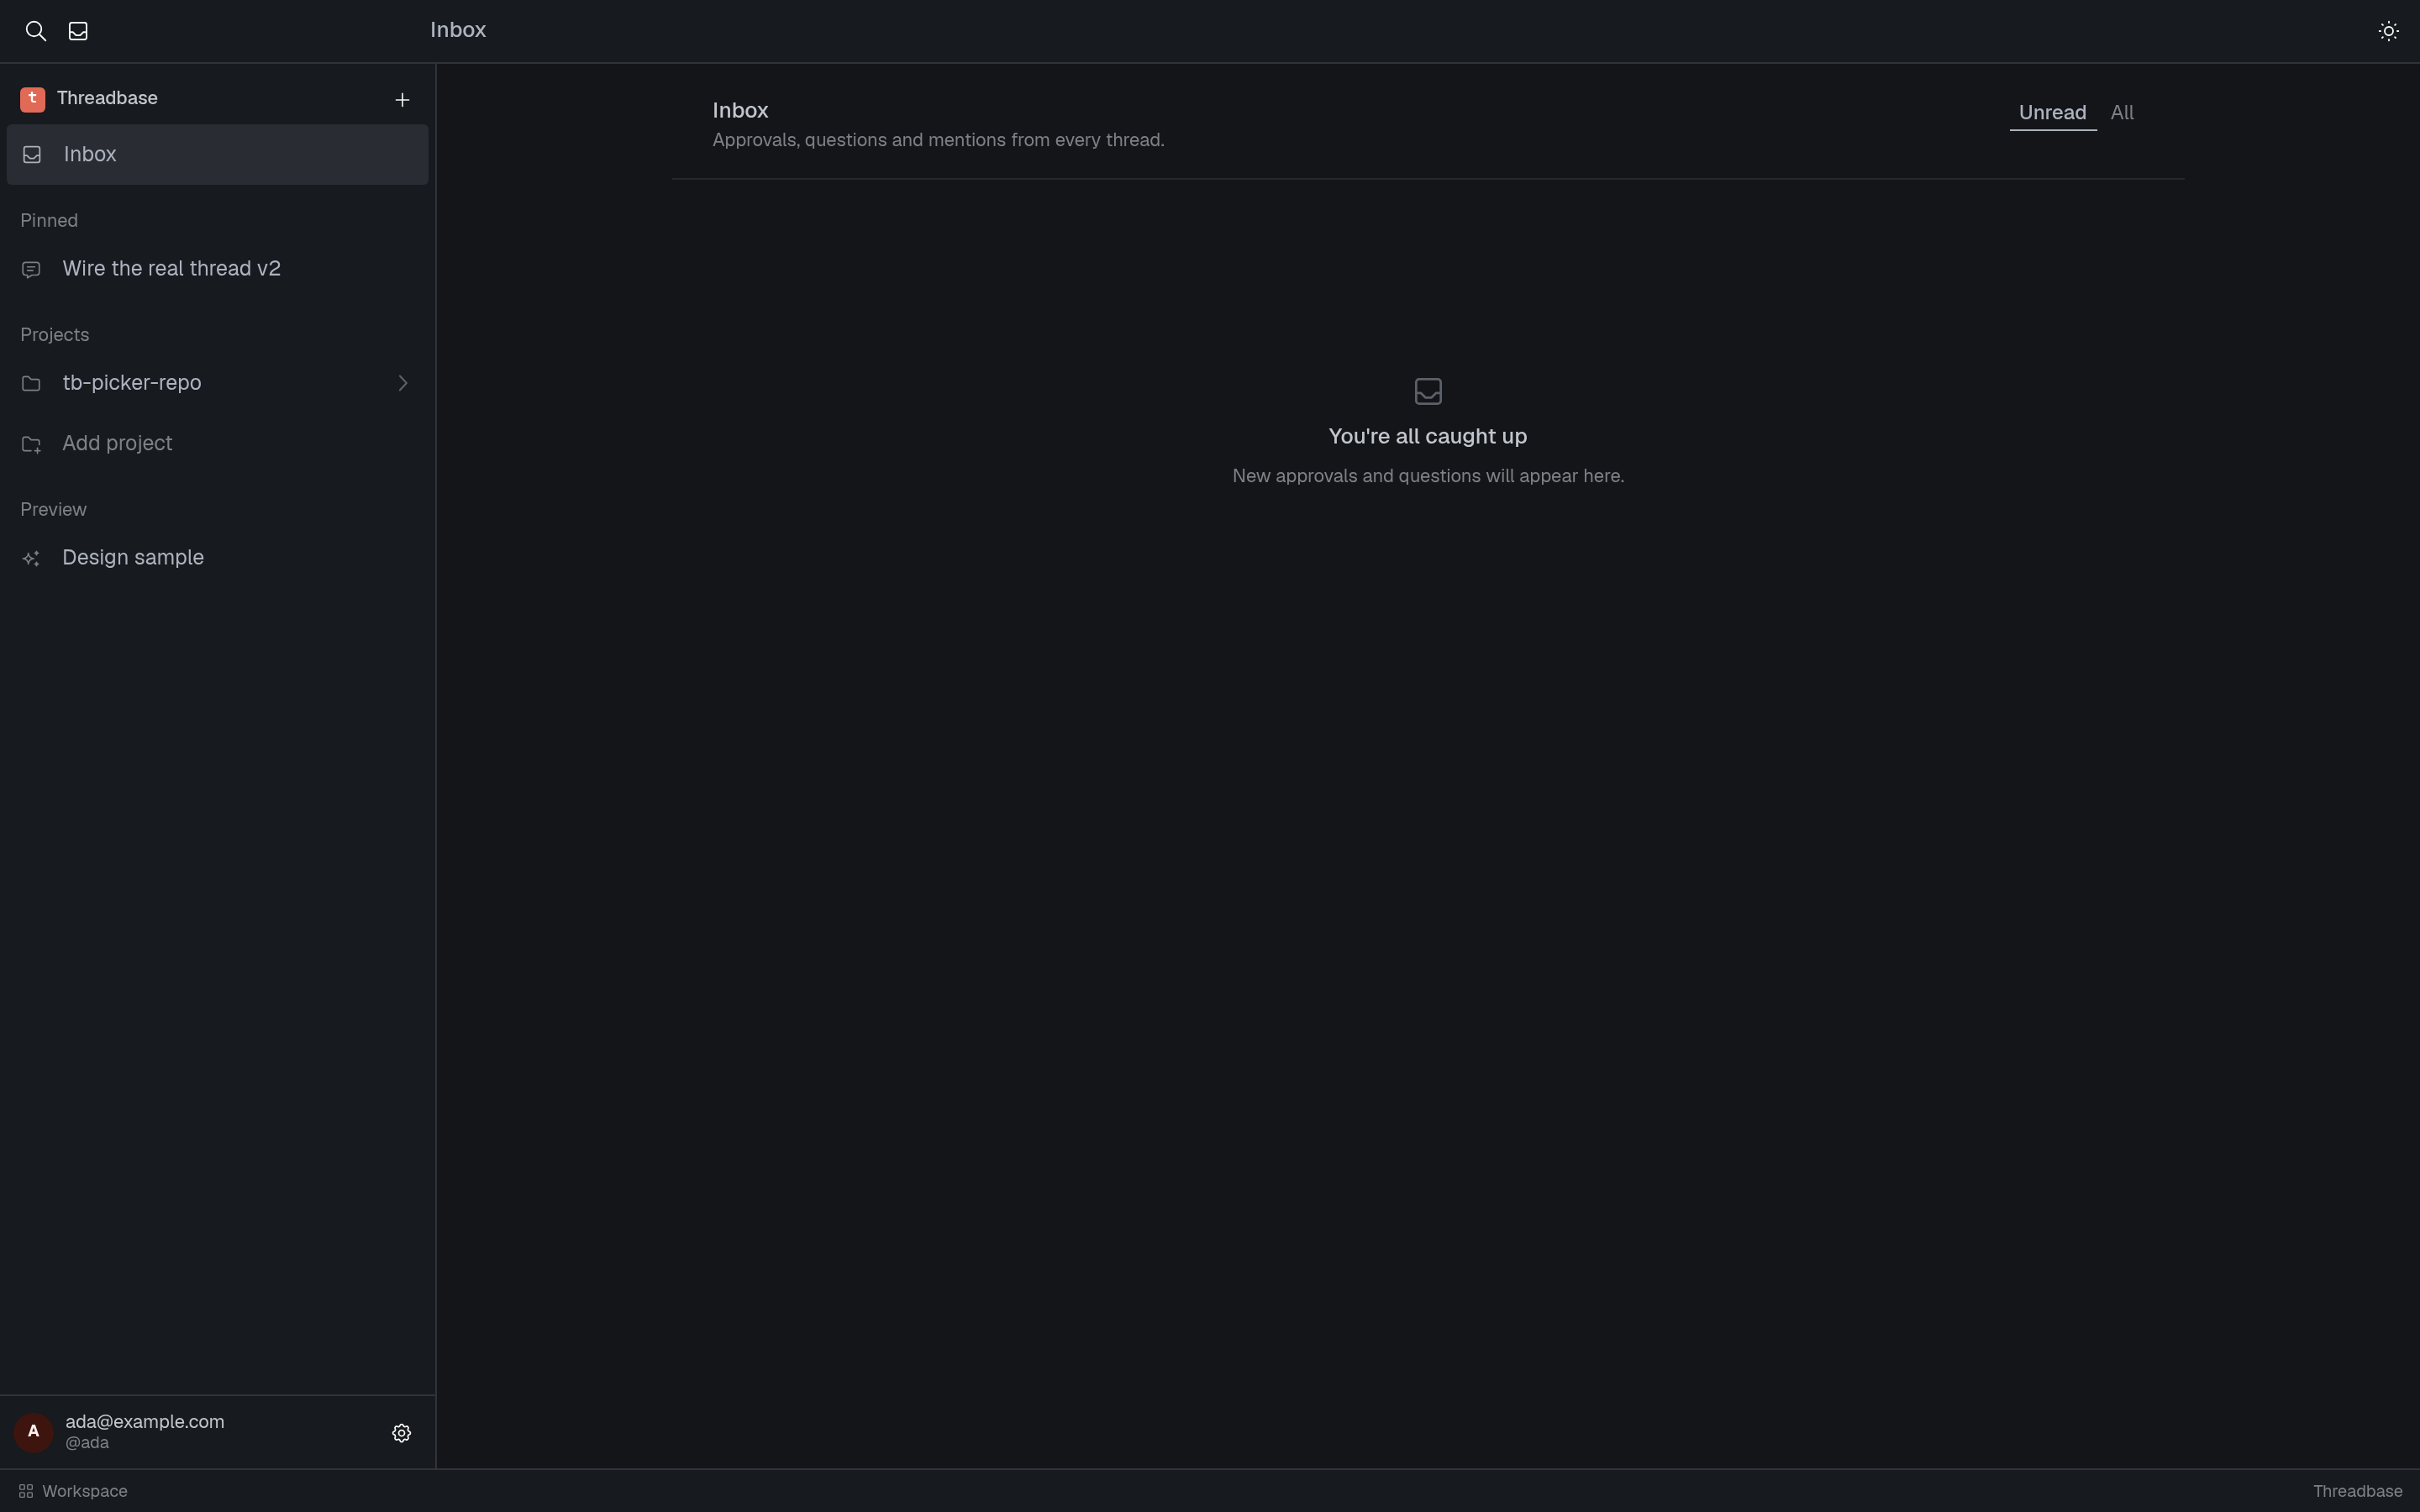 Inbox
t Threadbase
Inbox
Pinned
Wire the real thread v2
Projects
tb-picker-repo
Add project
Preview
Design sample
Inbox
Approvals, questions and mentions from every thread.
Unread All
You're all caught up
New approvals and questions will appear here.
A
ada@example.com
@ada
Workspace
Threadbase